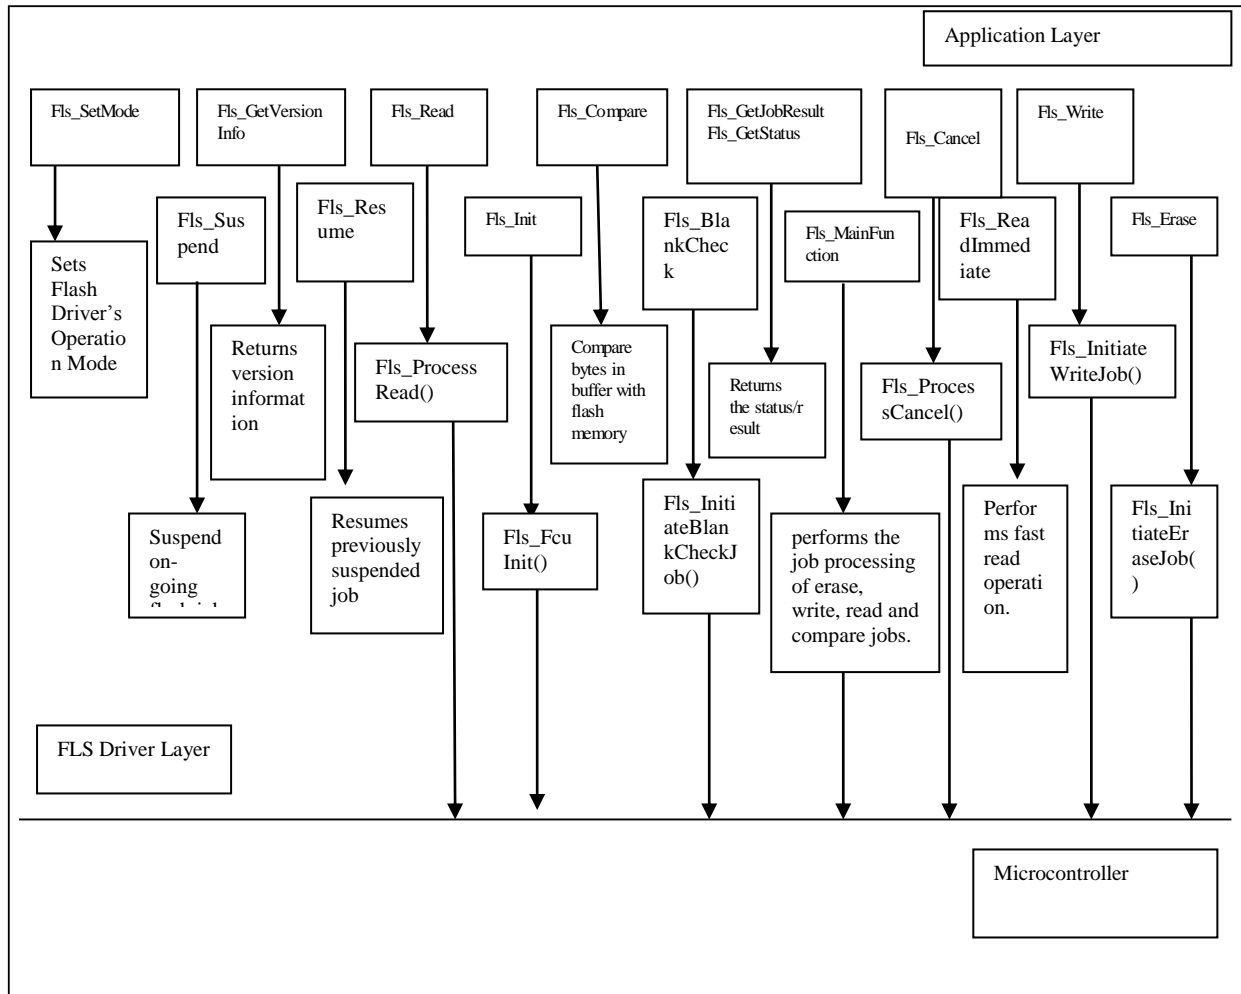 Application Layer
Fls_SetMode
Fls_GetVersion
Info
Fls_Read
Fls_Compare
Fls_GetJobResult
Fls_GetStatus
Fls_Cancel
Fls_Write
Fls_Sus
pend
Fls_Res
ume
Fls_Init
Fls_Bla
nkChec
k
Fls_MainFun
ction
Fls_Rea
dImmed
iate
Fls_Erase
Sets
Flash
Driver's
Operatio
n Mode
Returns
version
informat
ion
Fls_Process
Read()
Compare
bytes in
buffer with
flash
memory
Returns
the status/r
esult
Fls_Proce
ssCancel()
Fls_Initiate
WriteJob()
Suspend
on-
going
Resumes
previously
suspended
job
Fls_Fcu
Init()
Fls_Initi
ateBlan
kCheckJ
ob()
performs the
job processing
of erase,
write, read and
compare jobs.
Perfor
ms fast
read
operati
on.
Fls_Ini
tiateEr
aseJob(
)
FLS Driver Layer
Microcontroller